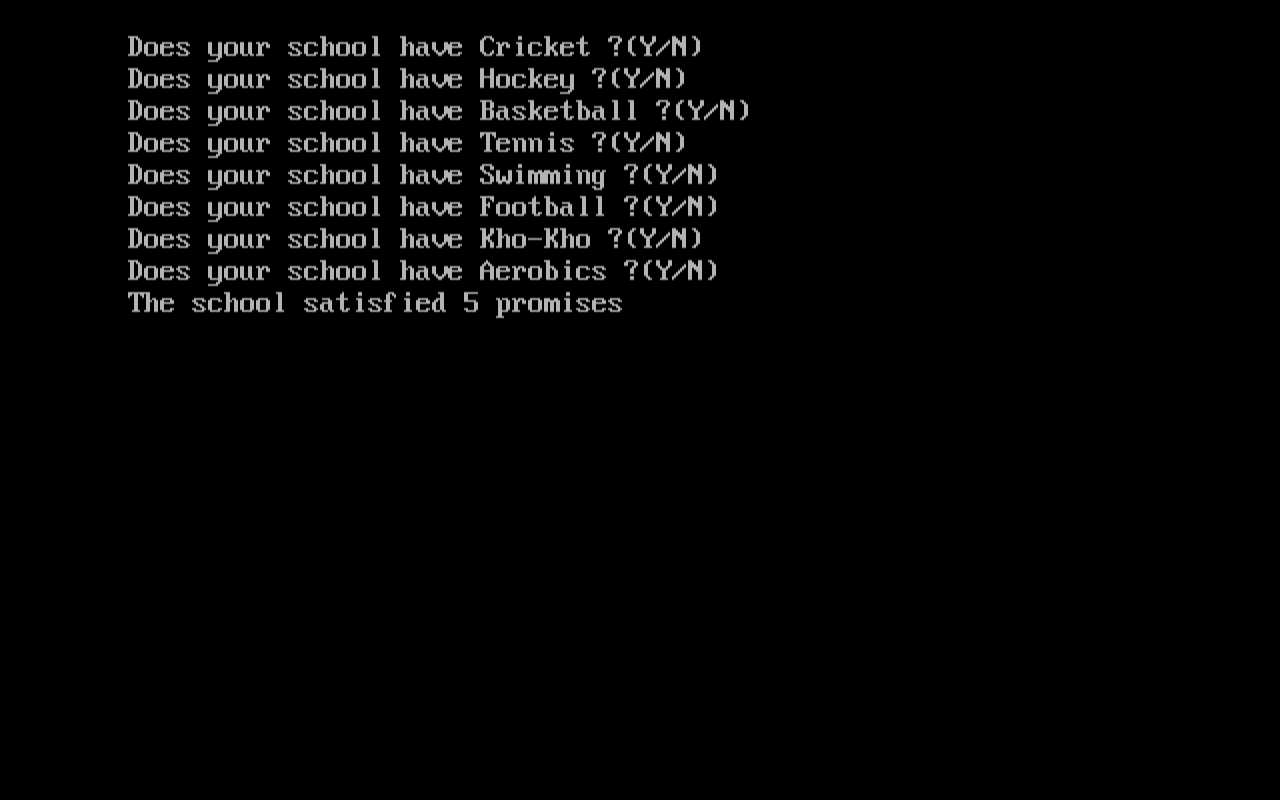 Does your school have Cricket ?(Y/N)
Does your school have Hockey ?(Y/N)
Does your school have Basketball ?(Y/N)
Does your school have Tennis ?(Y/N)
Does your school have Swimming ?(Y/N)
Does your school have Football ?(Y/N)
Does your school have Kho-Kho ?(Y/N)
Does your school have Aerobics ?(Y/N)
The school satisfied 5 promises